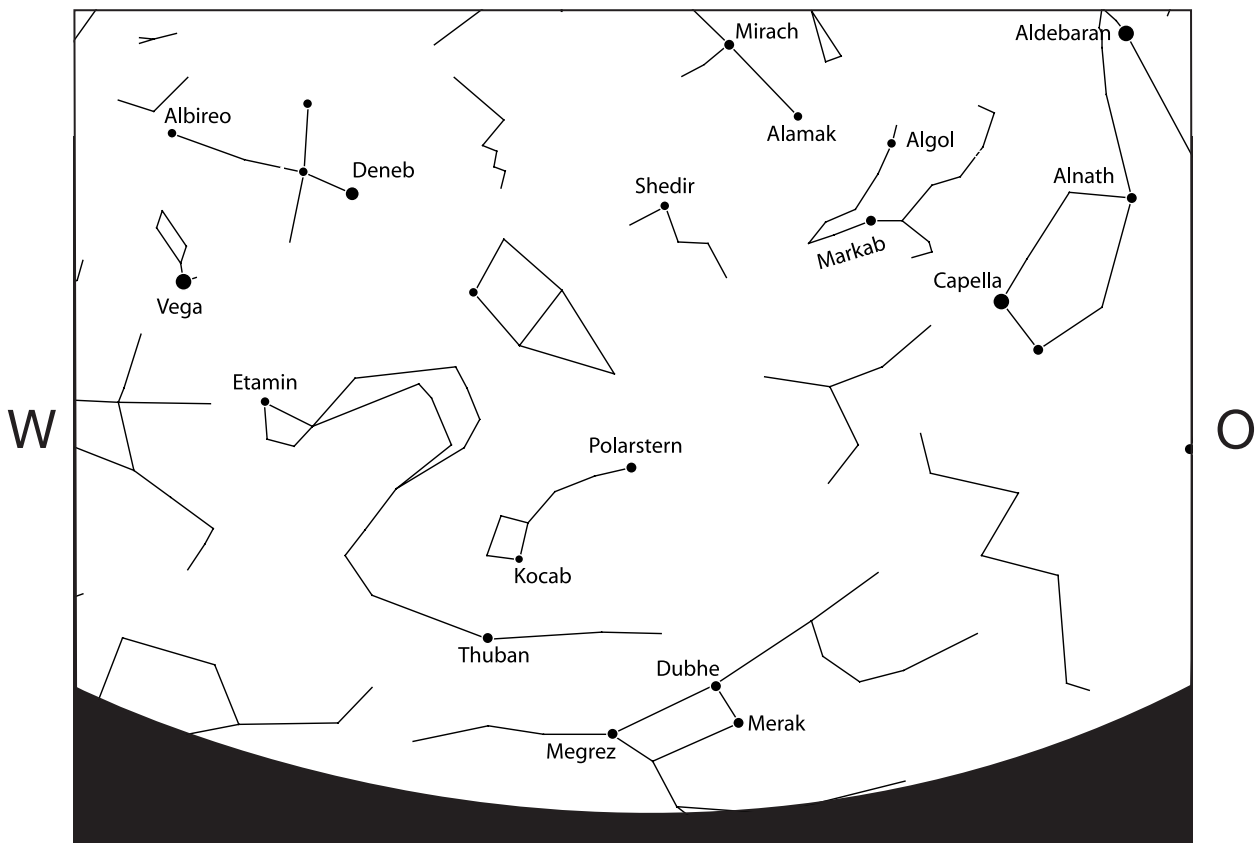 Mirach
Aldebaran
Albireo
Alamak
Algol
Deneb
Alnath
Shedir
Markab
Capella
Vega
Etamin
W
O
Polarstern
Kocab
Thuban
Dubhe
Merak
Megrez